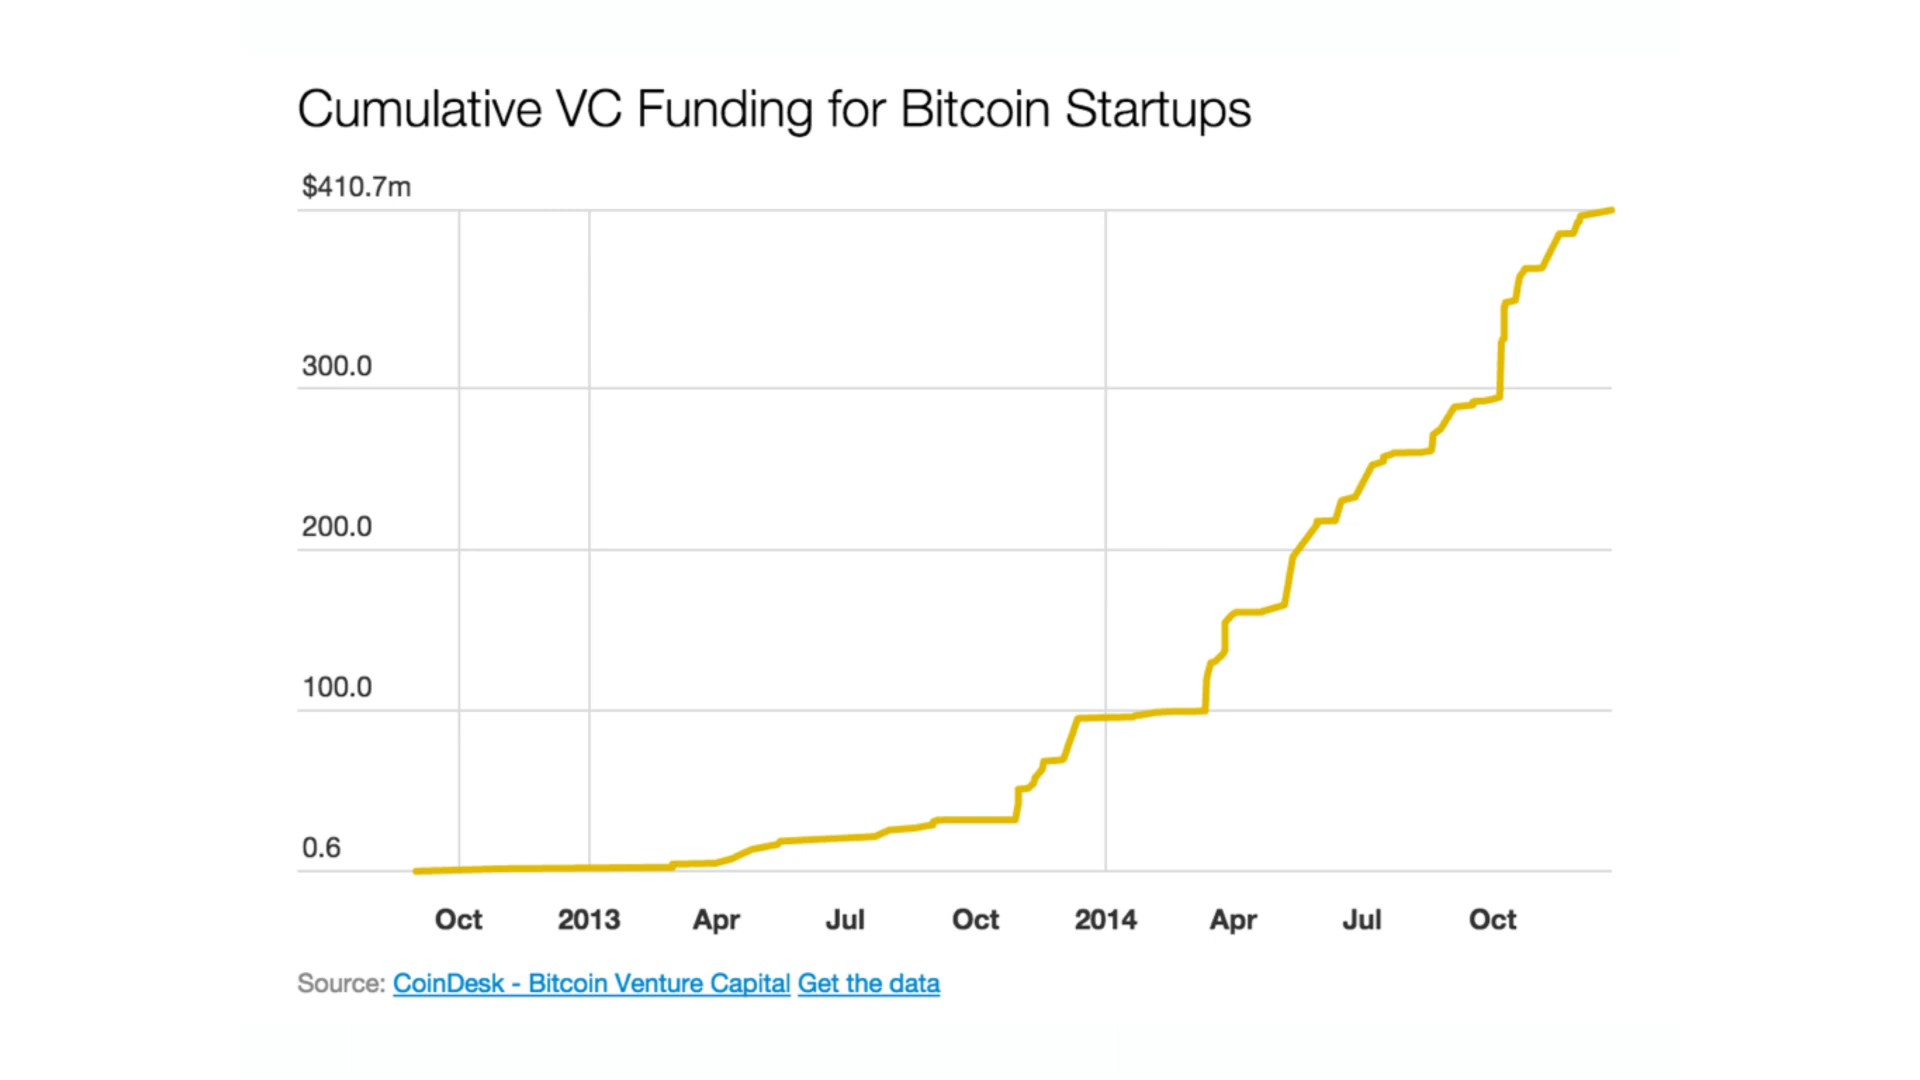 Cumulative VC Funding for Bitcoin Startups
$410.7m
300.0
200.0
100.0
0.6
Oct 2013 Apr Jul Oct 2014 Apr Jul Oct
Source: CoinDesk - Bitcoin Venture Capital Get the data